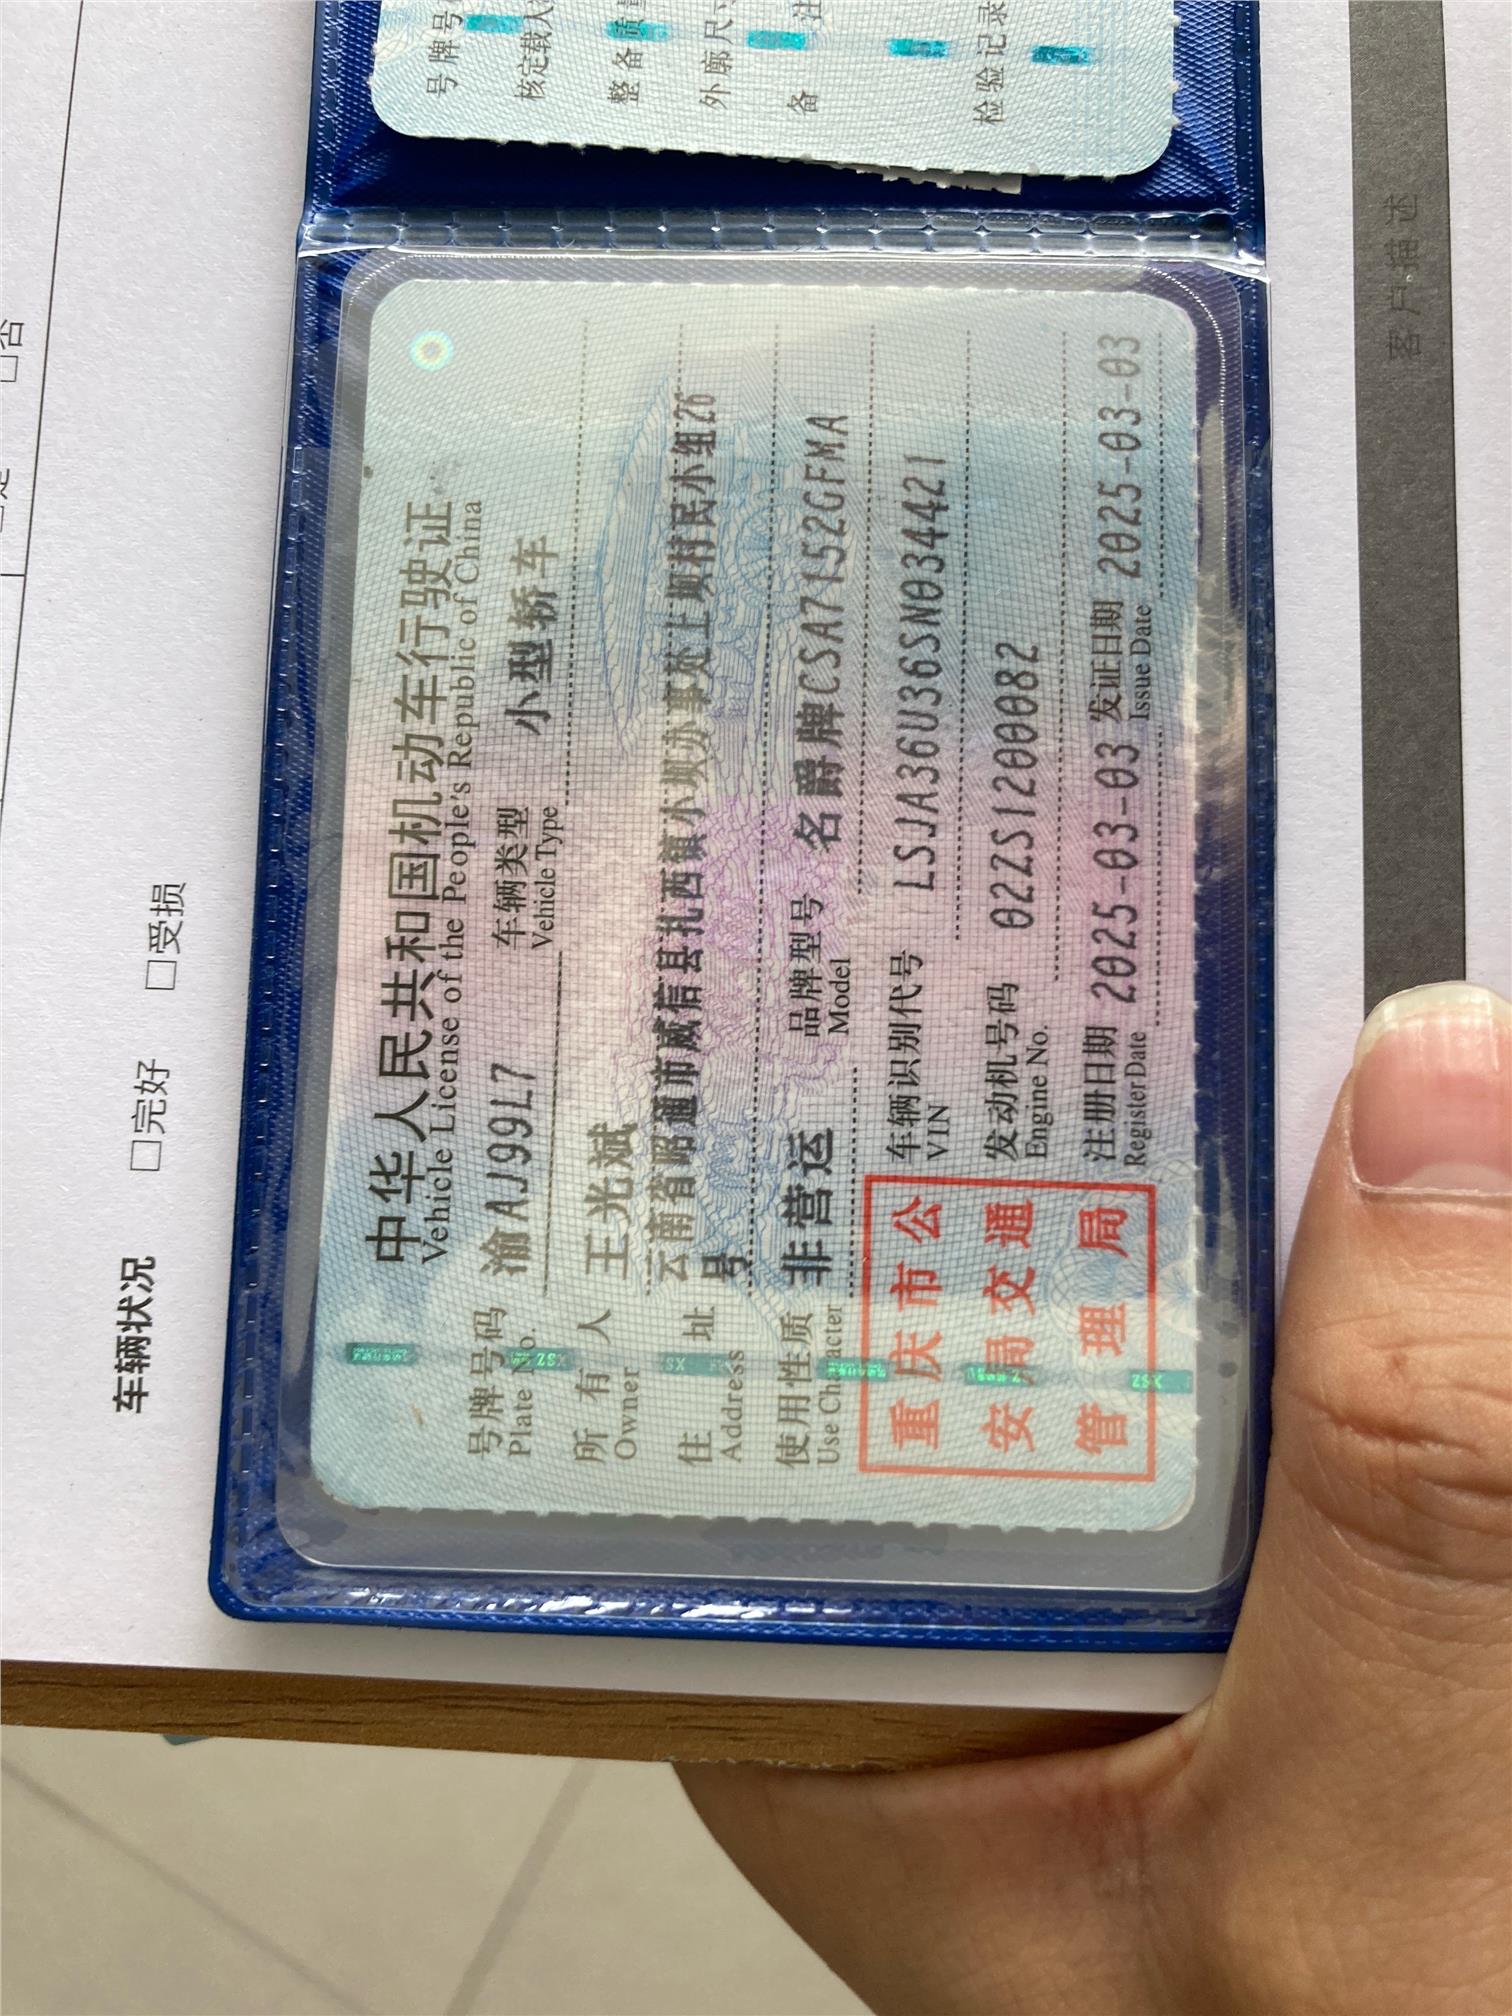 中华人民共和国机动车行驶证
Vehicle License of the People's Republic of China
号牌号码 渝AJ99L7 车辆类型 小型轿车
Plate No. Vehicle Type
所有人 王光斌
Owner
住址 云南省昭通市威信县扎西镇小坝办事处上坝村民小组26
号
Address
使用性质 非营运 品牌型号 名爵牌CSA7152GFMA
Use Character Model
车辆识别代号 LSJA36U36SN034421
VIN
发动机号码 02ZS1200082
Engine No.
注册日期 2025-03-03 发证日期 2025-03-03
Register Date Issue Date
重庆市公
安局交通
管理局
号牌号
核定载人
整备质量
外廓尺寸
备注
检验记录
车辆状况
□完好 □受损
□否
客户描述